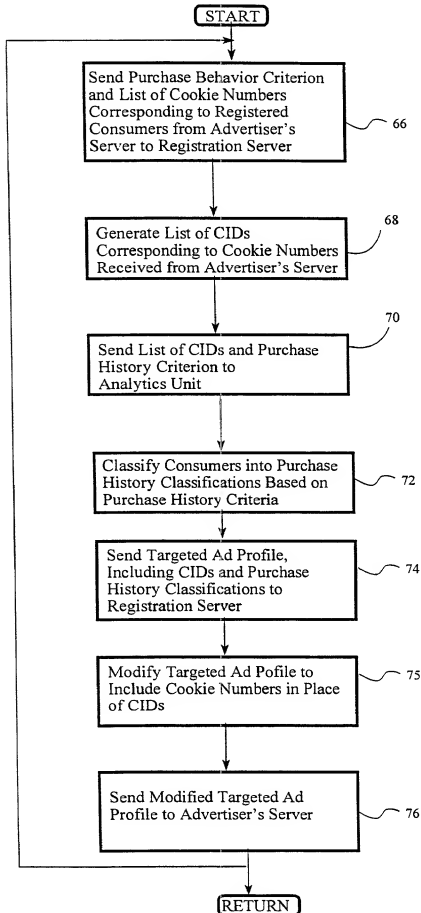 START
Send Purchase Behavior Criterion
and List of Cookie Numbers
Corresponding to Registered
Consumers from Advertiser's
Server to Registration Server
66
Generate List of CIDs
Corresponding to Cookie Numbers
Received from Advertiser's Server
68
70
Send List of CIDs and Purchase
History Criterion to
Analytics Unit
Classify Consumers into Purchase
History Classifications Based on
Purchase History Criteria
72
Send Targeted Ad Profile,
Including CIDs and Purchase
History Classifications to
Registration Server
74
Modify Targeted Ad Pofile to
Include Cookie Numbers in Place
of CIDs
75
Send Modified Targeted Ad
Profile to Advertiser's Server
76
RETURN